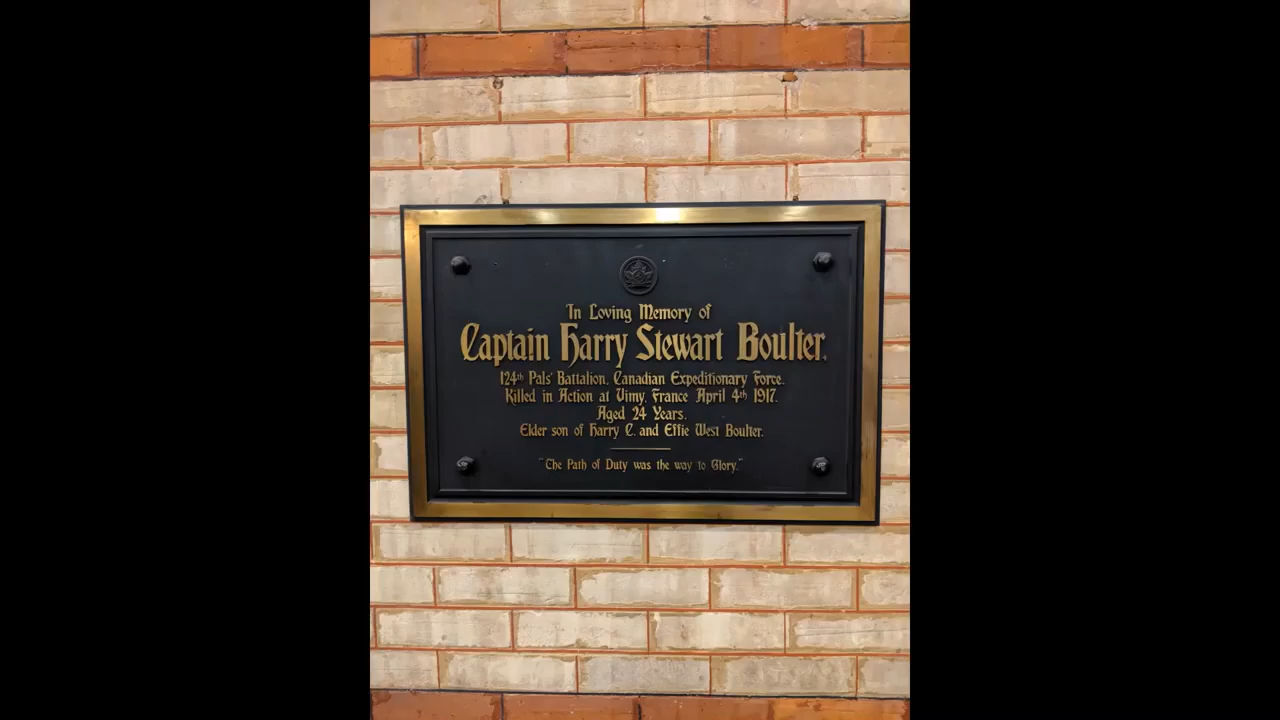 In Loving Memory of
Captain Harry Stewart Boulter.
124th Pals' Battalion, Canadian Expeditionary Force.
Killed in Action at Vimy, France April 4th 1917.
Aged 24 Years.
Elder son of Harry C. and Effie West Boulter.
"The Path of Duty was the way to Glory."